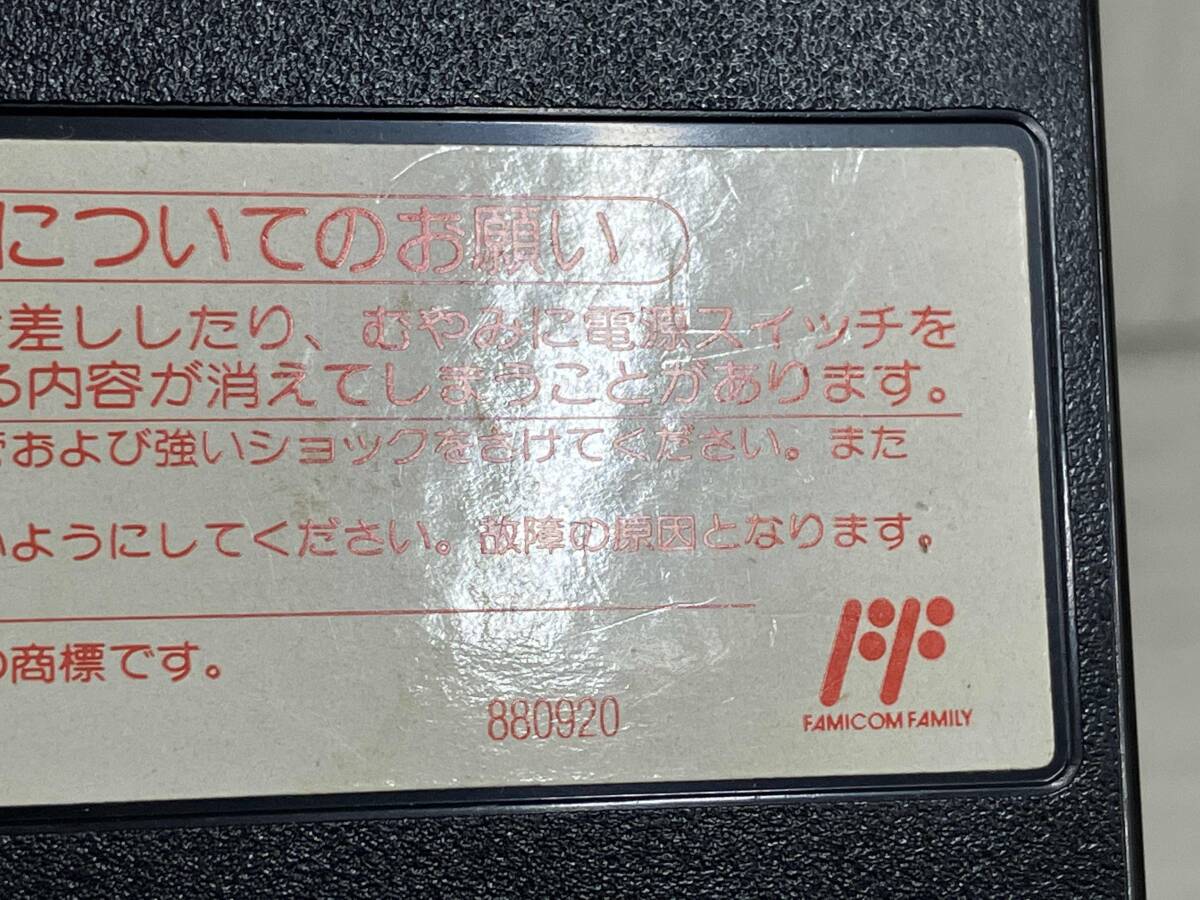 についてのお願い
差ししたり、むやみに電源スイッチを
る内容が消えてしまうことがあります。
および強いショックをさけてください。また
ようにしてください。故障の原因となります。
の商標です。
880920
FAMICOM FAMILY